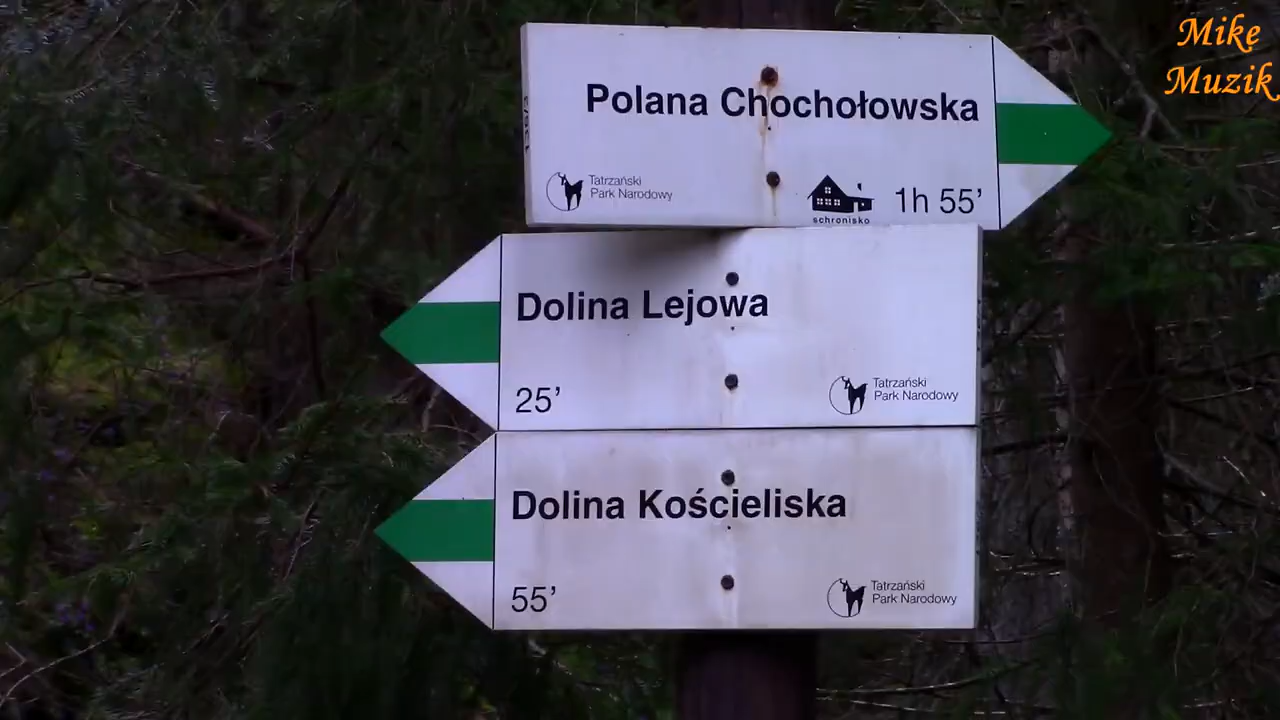 Mike
Muzik
Polana Chochołowska
Tatrzański
Park Narodowy
schronisko
1h 55'
Dolina Lejowa
25'
Tatrzański
Park Narodowy
Dolina Kościeliska
55'
Tatrzański
Park Narodowy